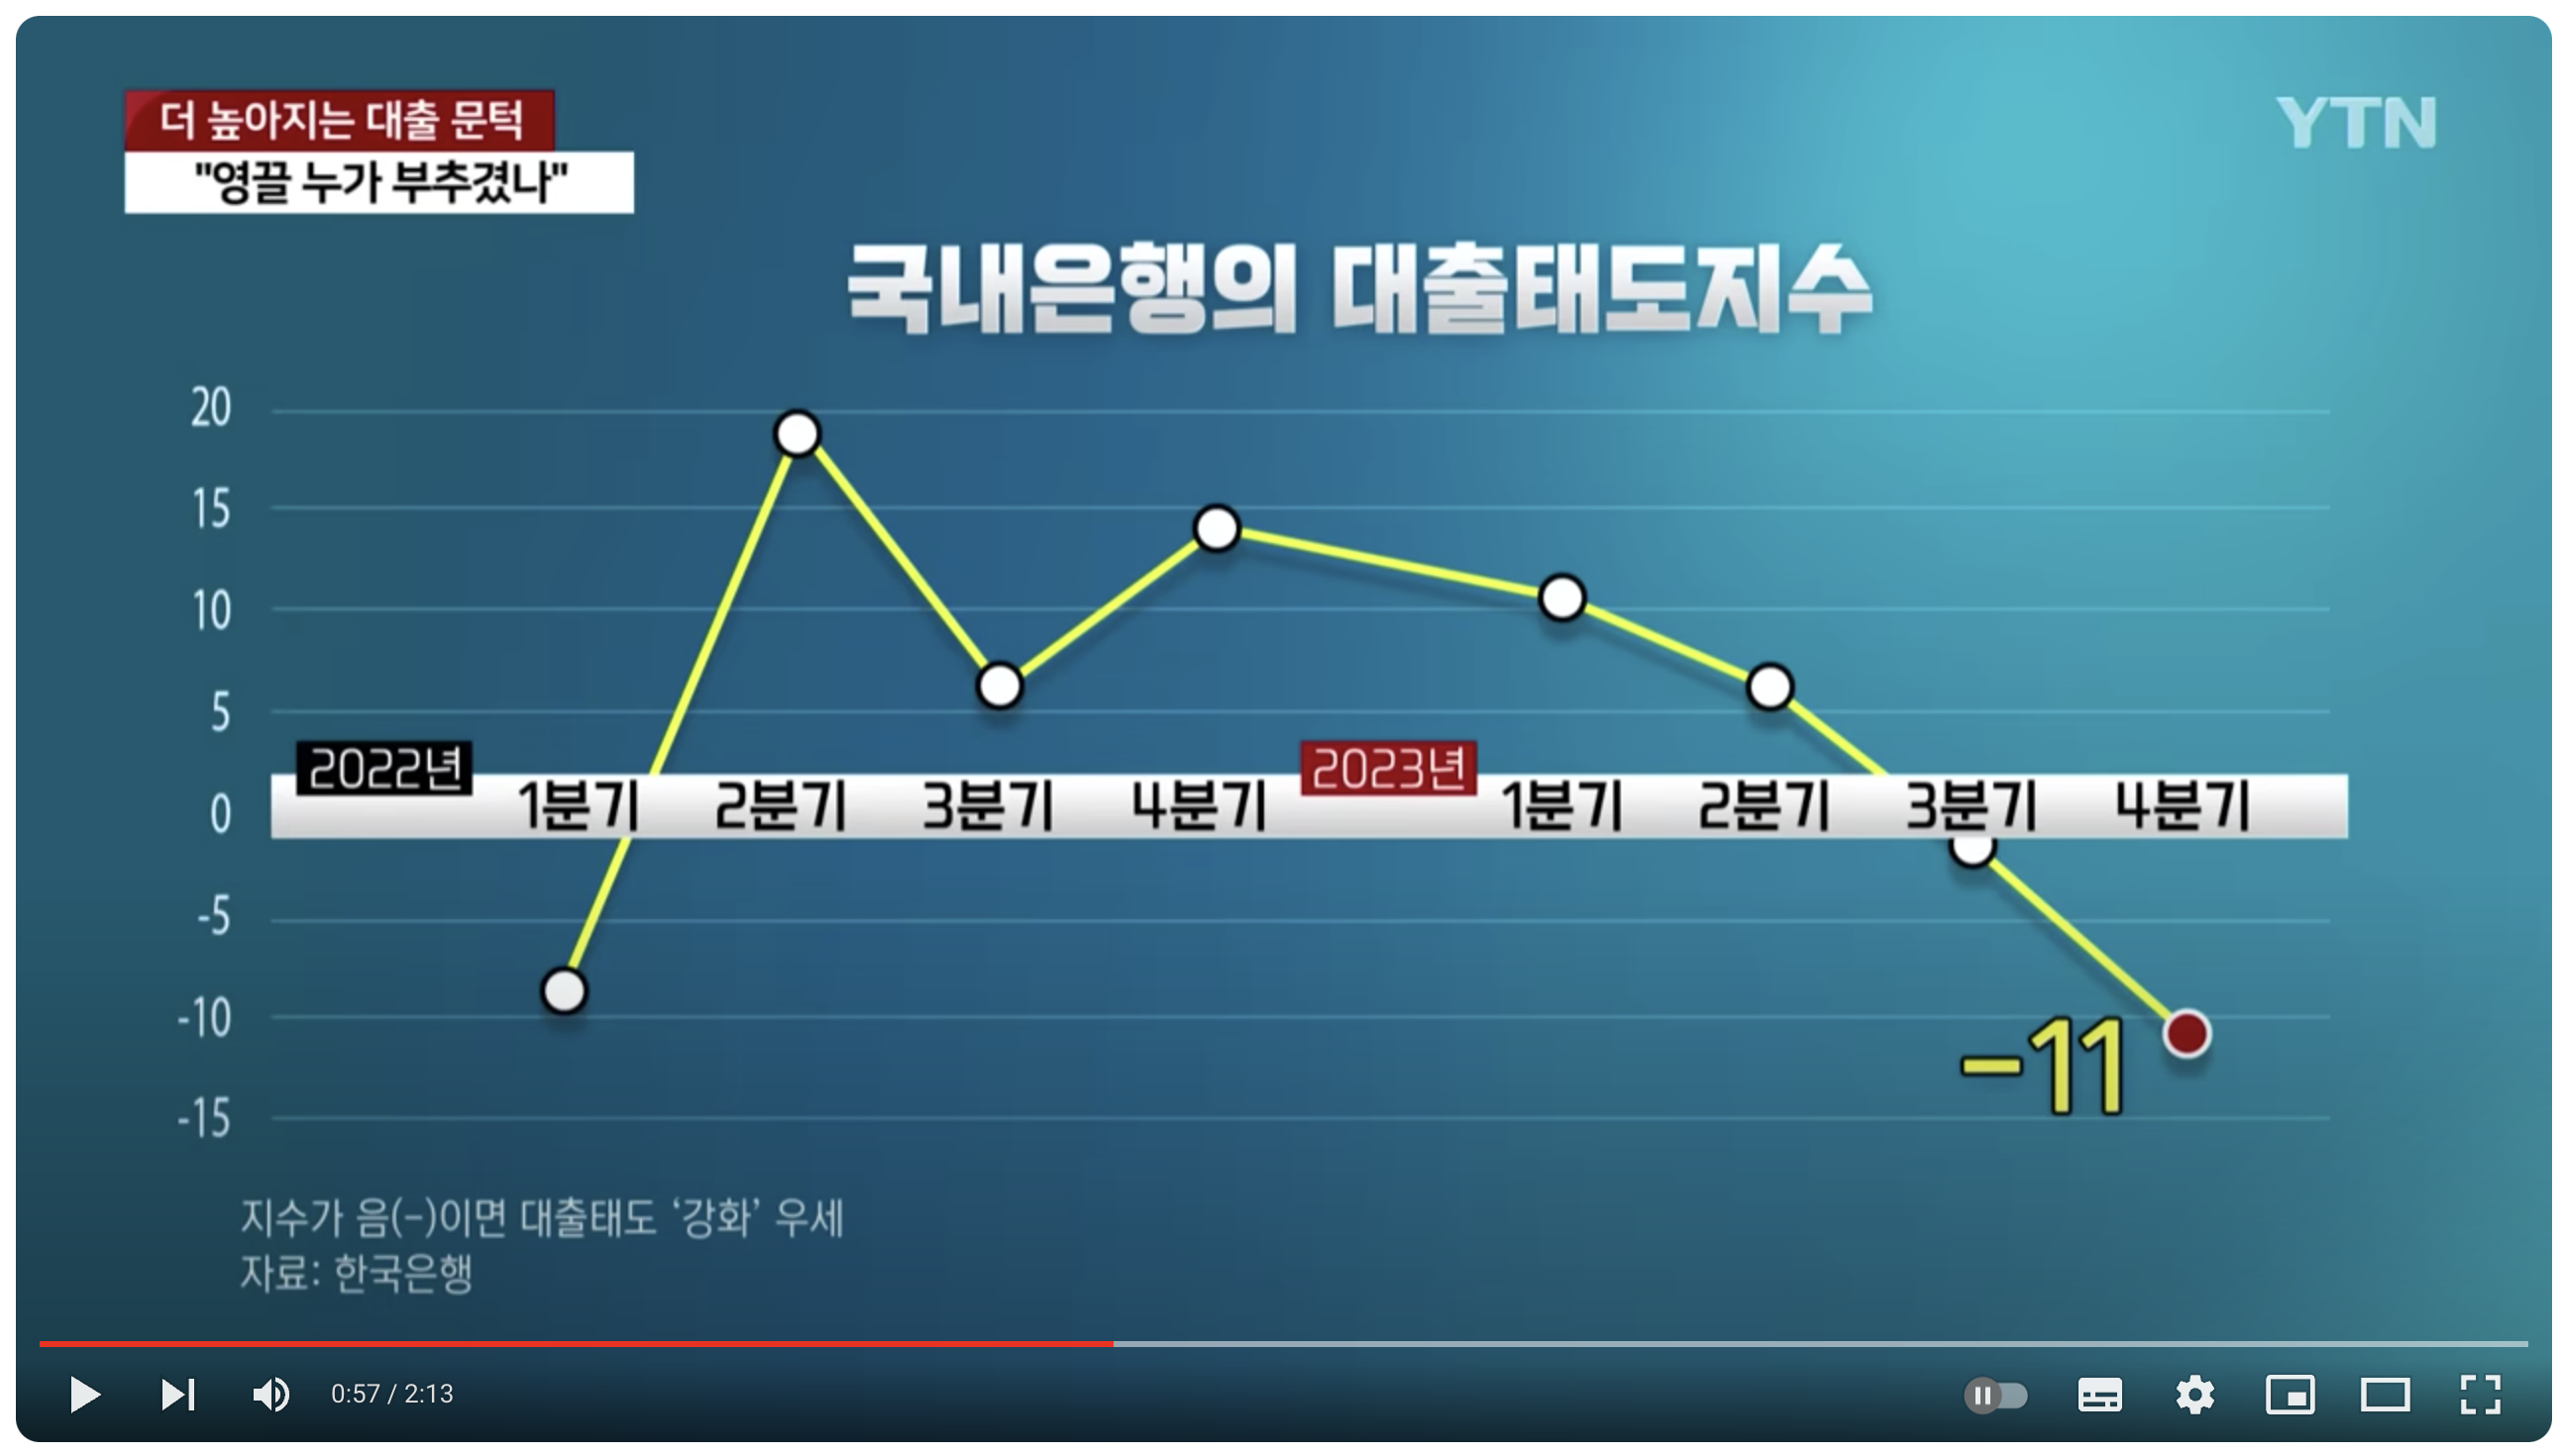 더 높아지는 대출 문턱
"영끌 누가 부추겼나"
YTN
국내은행의 대출태도지수
20
15
10
5
0
-5
-10
-15
2022년 1분기 2분기 3분기 4분기 2023년 1분기 2분기 3분기 4분기
-11
지수가 음(-)이면 대출태도 ‘강화’ 우세
자료: 한국은행
0:57 / 2:13